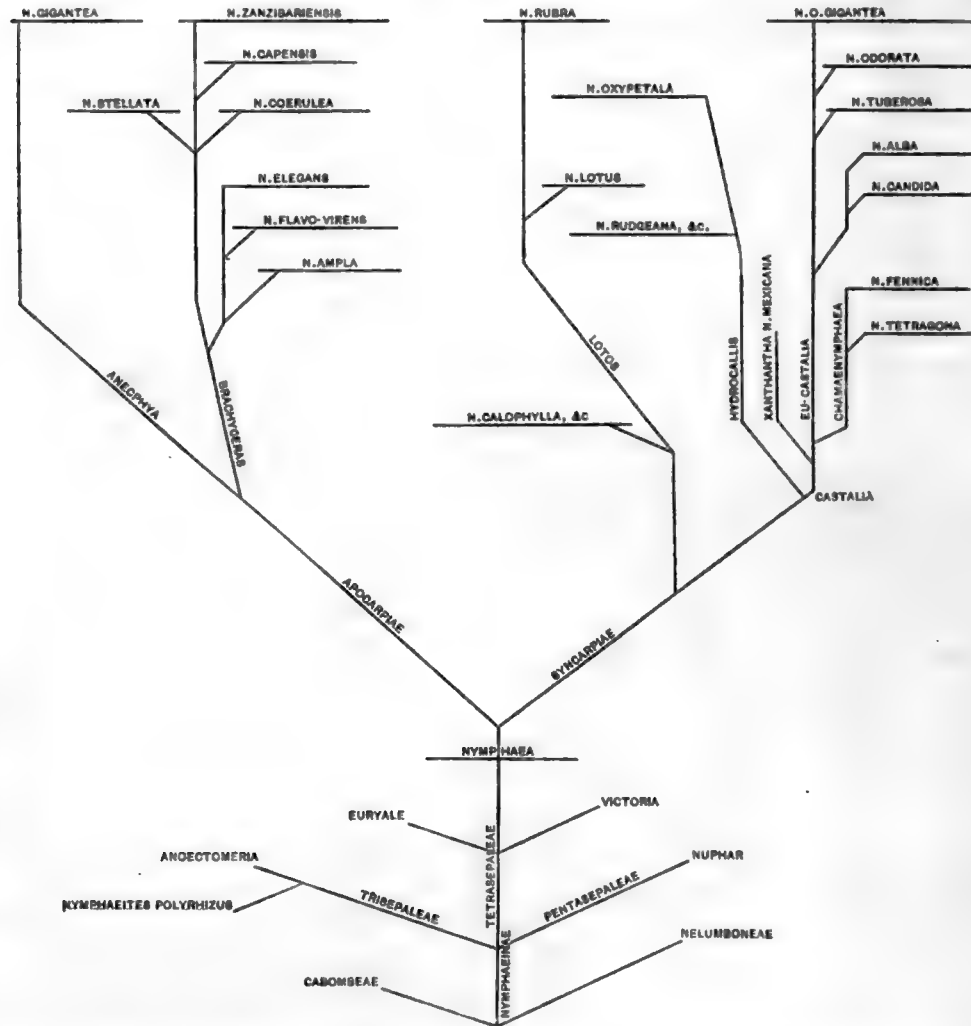 N.GIGANTEA
N.ZANZIBARIENSIS
N.RUBRA
N.O.GIGANTEA
N.CAPENSIS
N.ODORATA
N.STELLATA
N.COERULEA
N.OXYPETALA
N.TUBEROSA
N.ALBA
N.ELEGANS
N.LOTUS
N.CANDIDA
N.FLAVO-VIRENS
N.RUDGEANA, &C.
N.AMPLA
N.FENNICA
N.TETRAGONA
ANECPHYA
BRACHYCERAS
LOTOS
HYDROCALLIS
XANTHANTHA N.MEXICANA
EU-CASTALIA
CHAMAENYMPHAEA
N.CALOPHYLLA, &C
CASTALIA
APOCARPIAE
SYNCARPIAE
NYMPHAEA
EURYALE
VICTORIA
TETRASEPALEAE
ANOECTOMERIA
NUPHAR
NYMPHAEITES POLYRHIZUS
TRISEPALEAE
PENTASEPALEAE
NELUMBONEAE
CABOMBEAE
NYMPHAEINAE